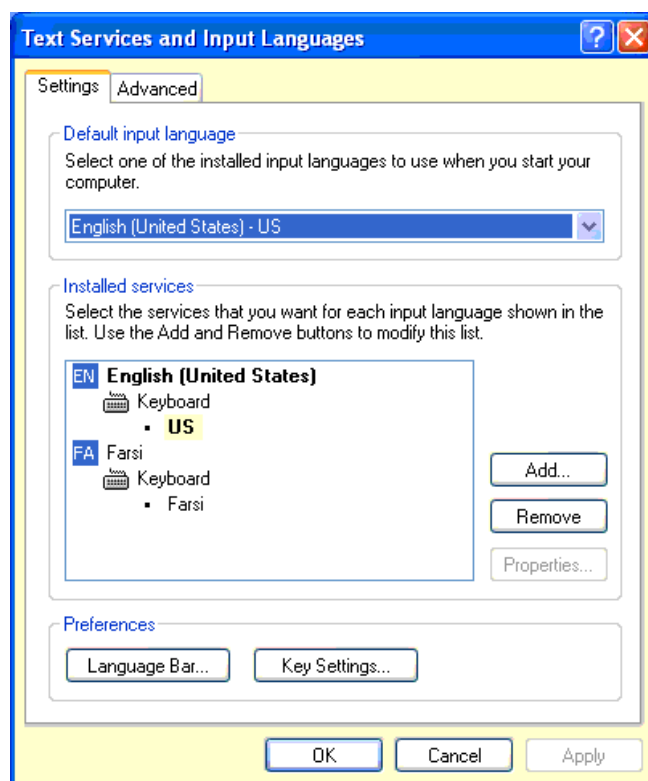 Text Services and Input Languages
Settings
Advanced
Default input language
Select one of the installed input languages to use when you start your
computer.
English (United States) - US
Installed services
Select the services that you want for each input language shown in the
list. Use the Add and Remove buttons to modify this list.
EN English (United States)
Keyboard
US
FA Farsi
Keyboard
Farsi
Add...
Remove
Properties...
Preferences
Language Bar...
Key Settings...
OK
Cancel
Apply